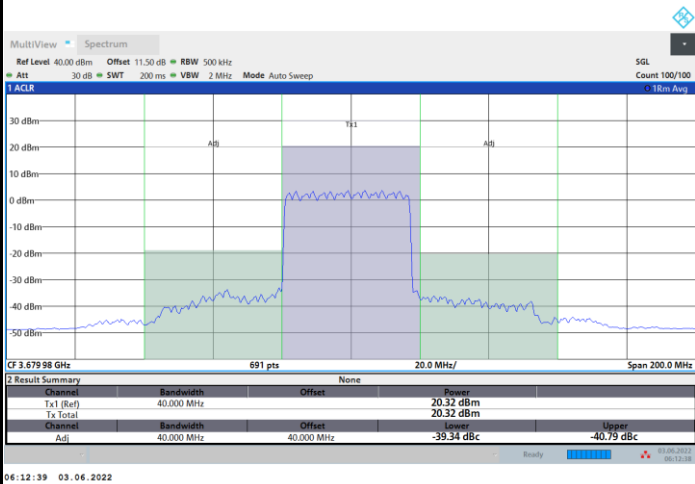 MultiView Spectrum
Ref Level 40.00 dBm Offset 11.50 dB RBW 500 kHz SGL
Att 30 dB SWT 200 ms VBW 2 MHz Mode Auto Sweep Count 100/100
1 ACLR 1Rm Avg
30 dBm
Tx1
20 dBm Adj Adj
10 dBm
0 dBm
-10 dBm
-20 dBm
-30 dBm
-40 dBm
-50 dBm
CF 3.679 98 GHz 691 pts 20.0 MHz/ Span 200.0 MHz
2 Result Summary None
Channel Bandwidth Offset Power
Tx1 (Ref) 40.000 MHz 20.32 dBm
Tx Total 20.32 dBm
Channel Bandwidth Offset Lower Upper
Adj 40.000 MHz 40.000 MHz -39.34 dBc -40.79 dBc
Ready 03.06.2022
06:12:38
06:12:39 03.06.2022